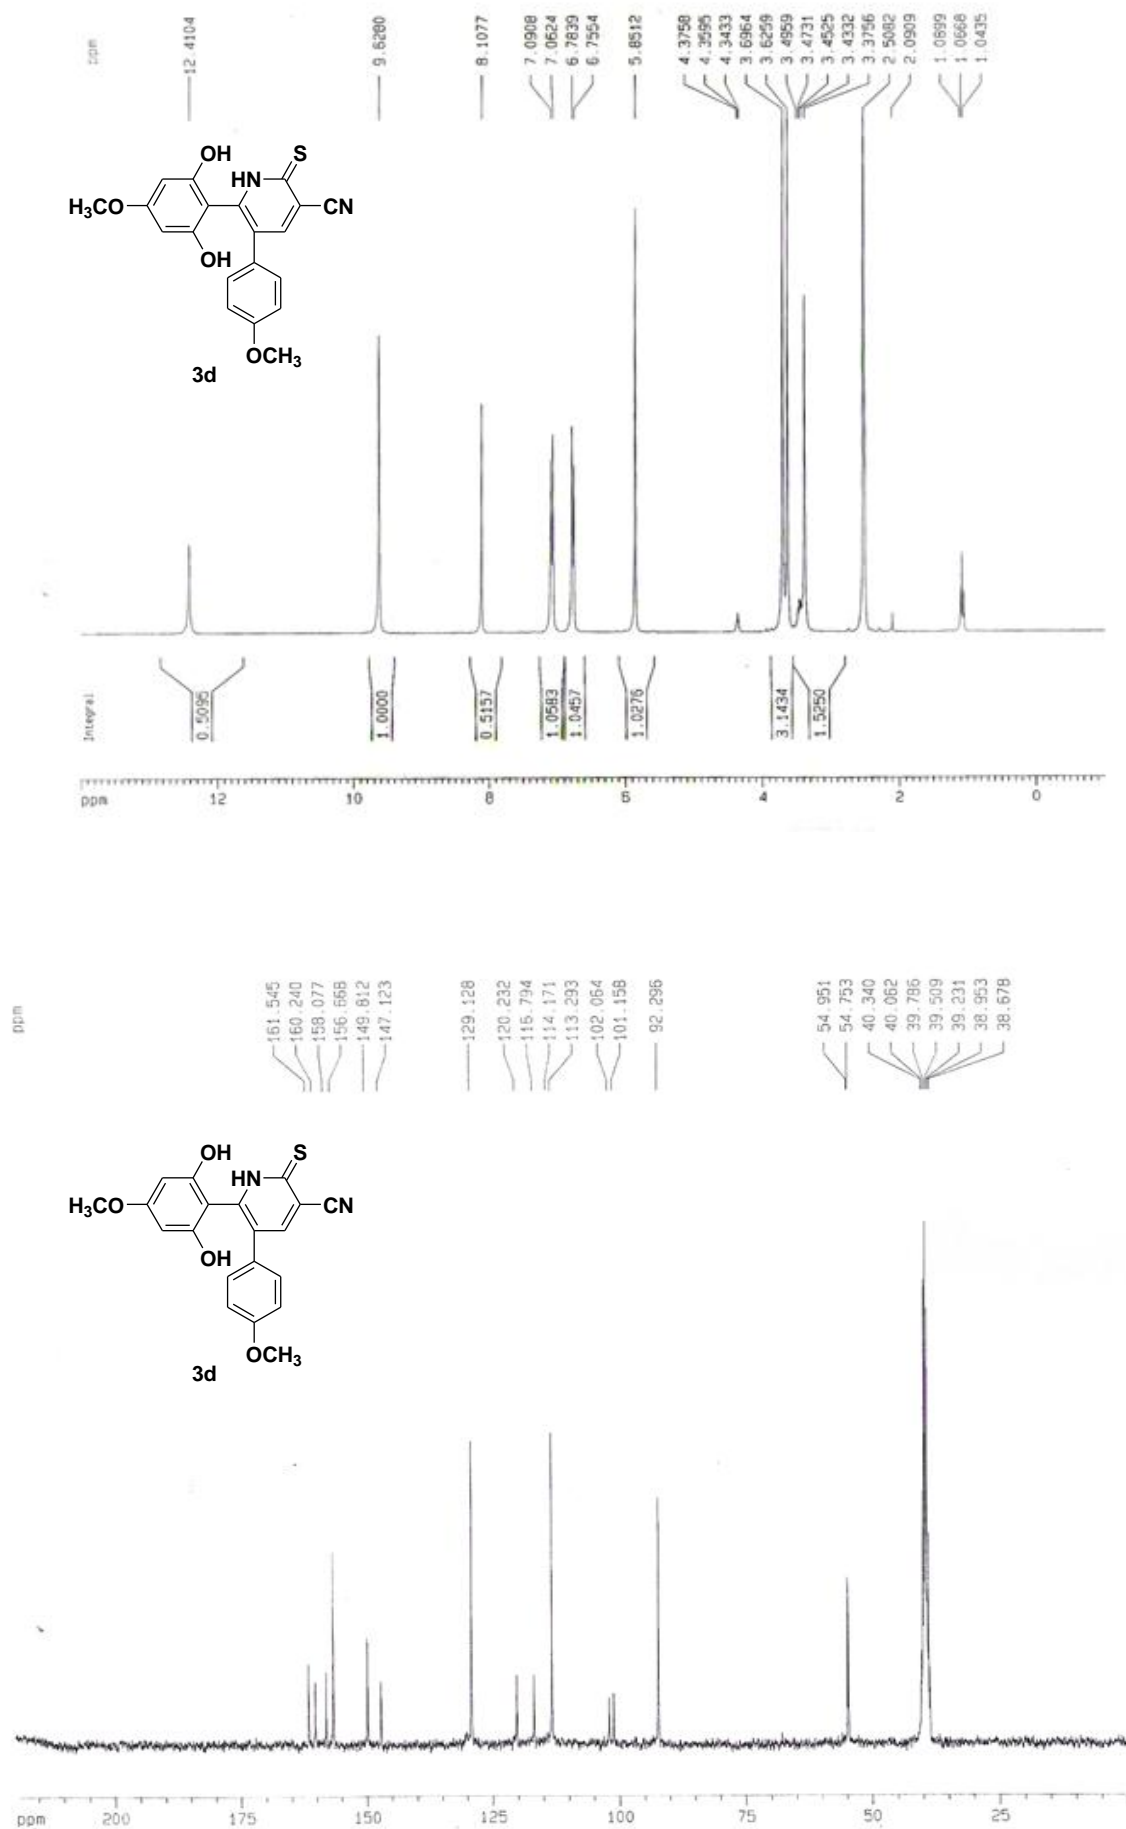 ppm
12.4104
9.6280
8.1077
7.0908
7.0624
6.7839
6.7554
5.8512
4.3758
4.3595
4.3433
3.6964
3.6259
3.4959
3.4731
3.4525
3.4332
3.3756
2.5082
2.0909
1.0899
1.0668
1.0435
OH
S
HN
H3CO
CN
OH
OCH3
3d
Integral
0.5095
1.0000
0.5157
1.0583
1.0457
1.0276
3.1434
1.5250
ppm 12 10 8 6 4 2 0
ppm
161.545
160.240
158.077
156.668
149.812
147.123
129.128
120.232
116.794
114.171
113.293
102.064
101.158
92.296
54.951
54.753
40.340
40.062
39.786
39.509
39.231
38.953
38.678
OH
S
HN
H3CO
CN
OH
OCH3
3d
ppm 200 175 150 125 100 75 50 25